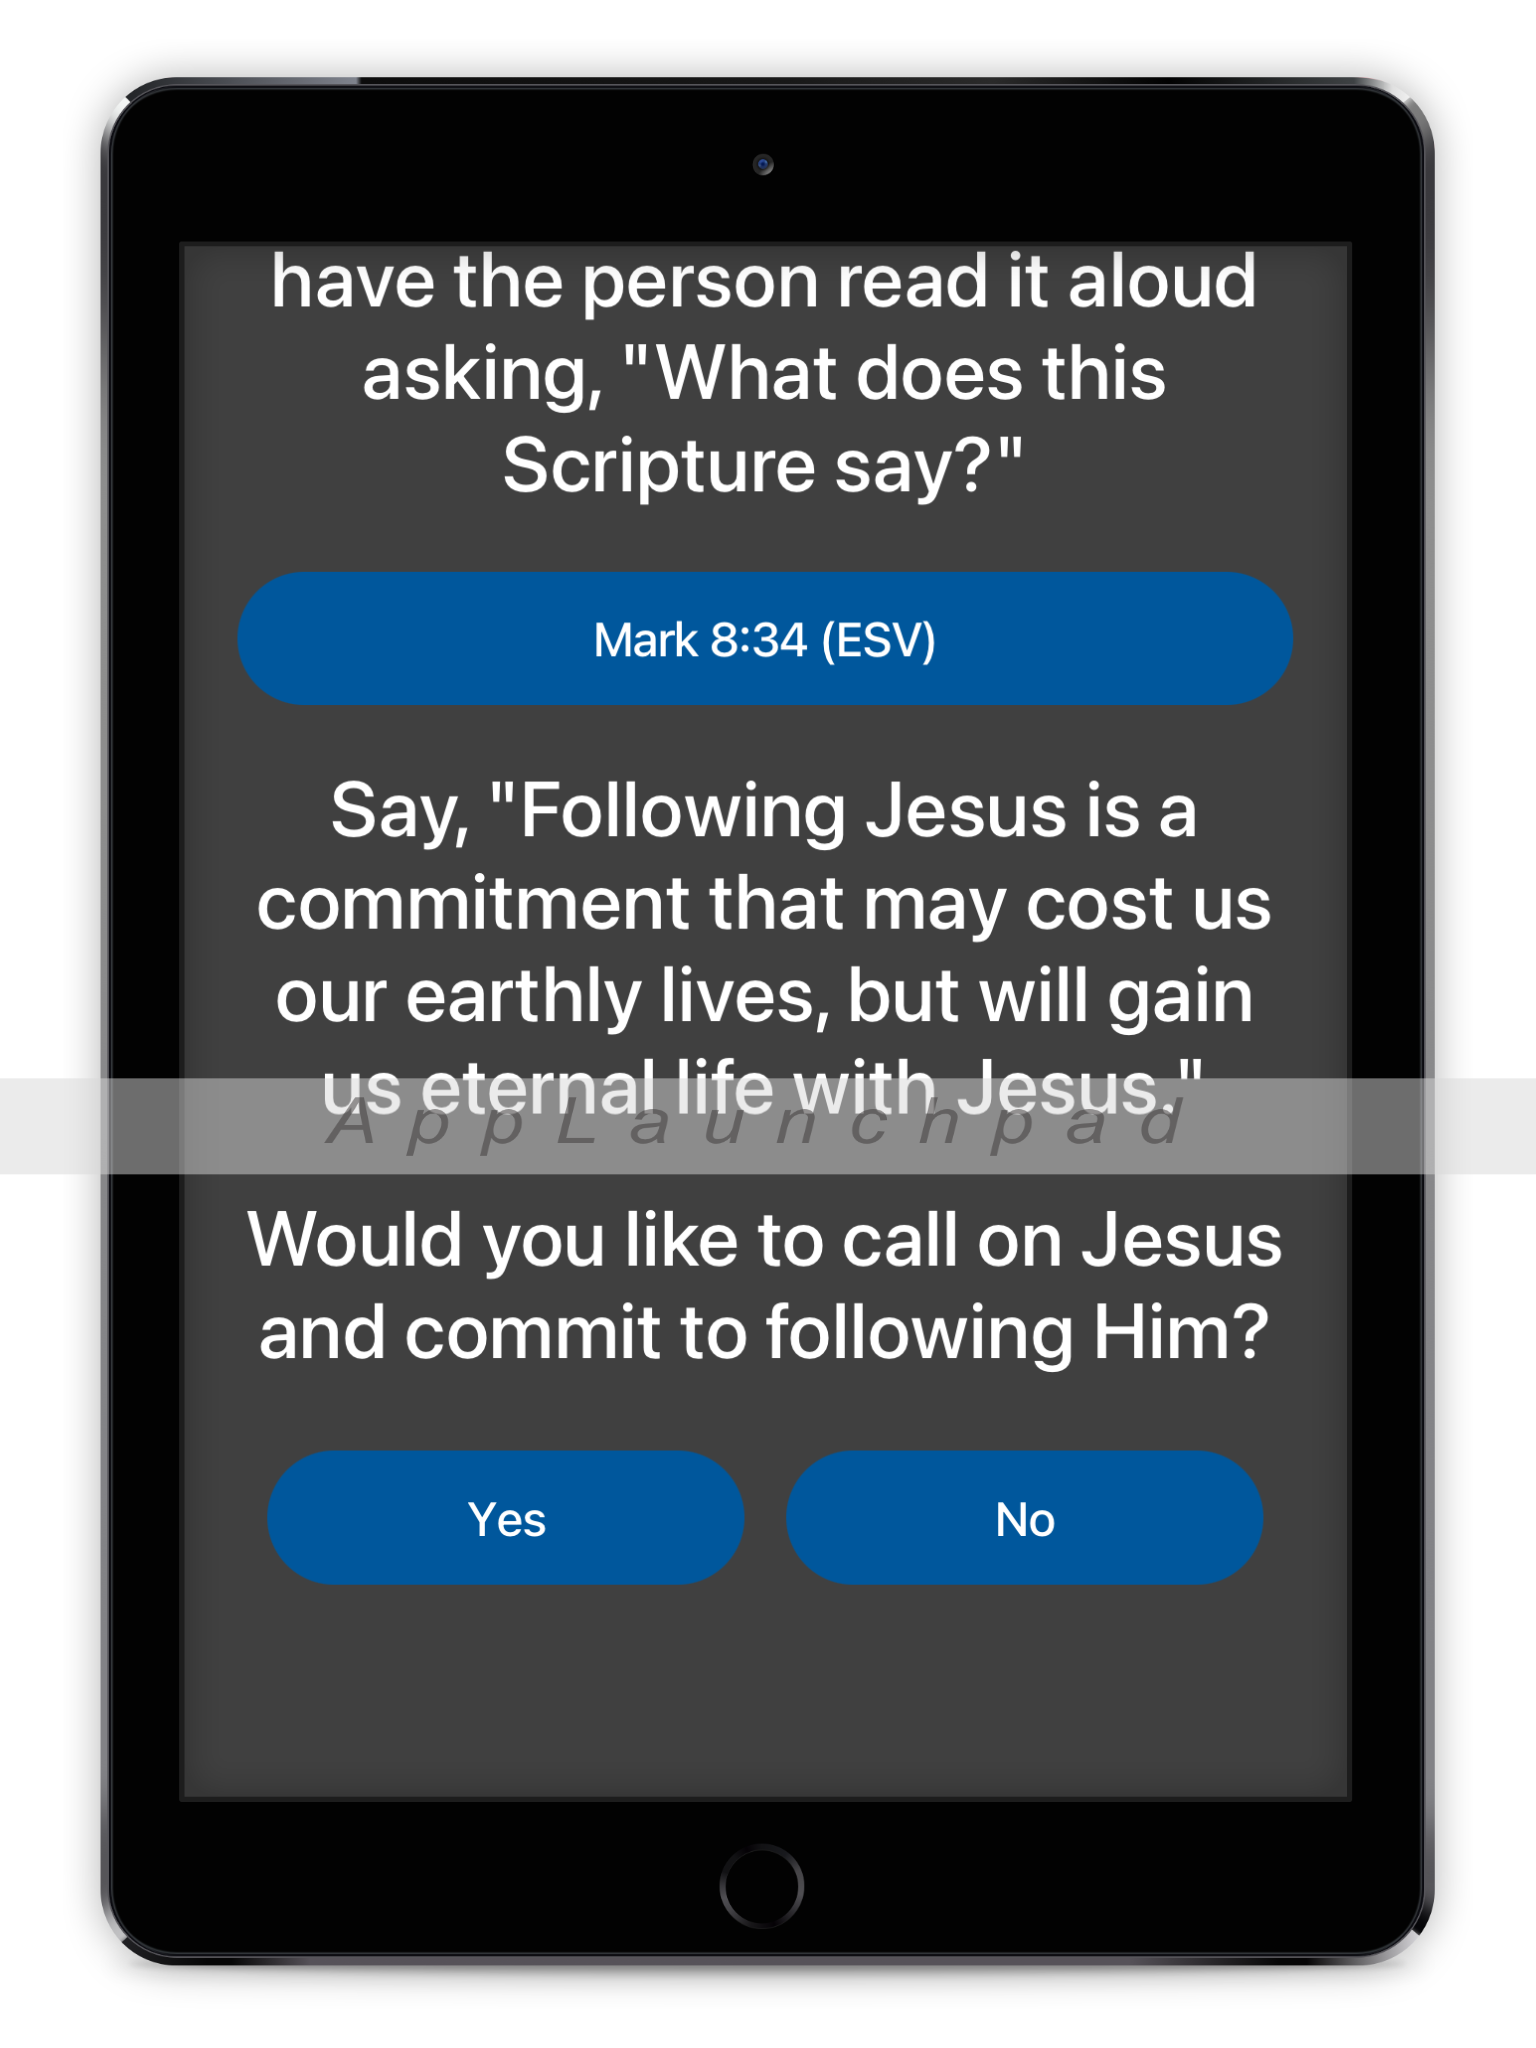 have the person read it aloud
asking, "What does this
Scripture say?"
Mark 8:34 (ESV)
Say, "Following Jesus is a
commitment that may cost us
our earthly lives, but will gain
us eternal life with Jesus."
AppLaunchpad
Would you like to call on Jesus
and commit to following Him?
Yes
No